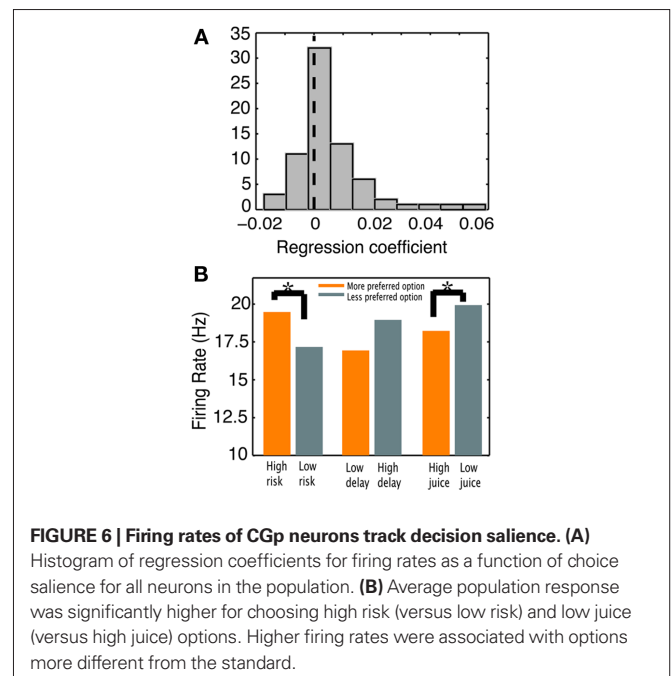 A
35
30
25
20
15
10
5
0
−0.02 0 0.02 0.04 0.06
Regression coefficient
B
More preferred option
Less preferred option
* *
Firing Rate (Hz)
20
17.5
15
12.5
10
High risk
Low risk
Low delay
High delay
High juice
Low juice
FIGURE 6 | Firing rates of CGp neurons track decision salience. (A)
Histogram of regression coefficients for firing rates as a function of choice
salience for all neurons in the population. (B) Average population response
was significantly higher for choosing high risk (versus low risk) and low juice
(versus high juice) options. Higher firing rates were associated with options
more different from the standard.